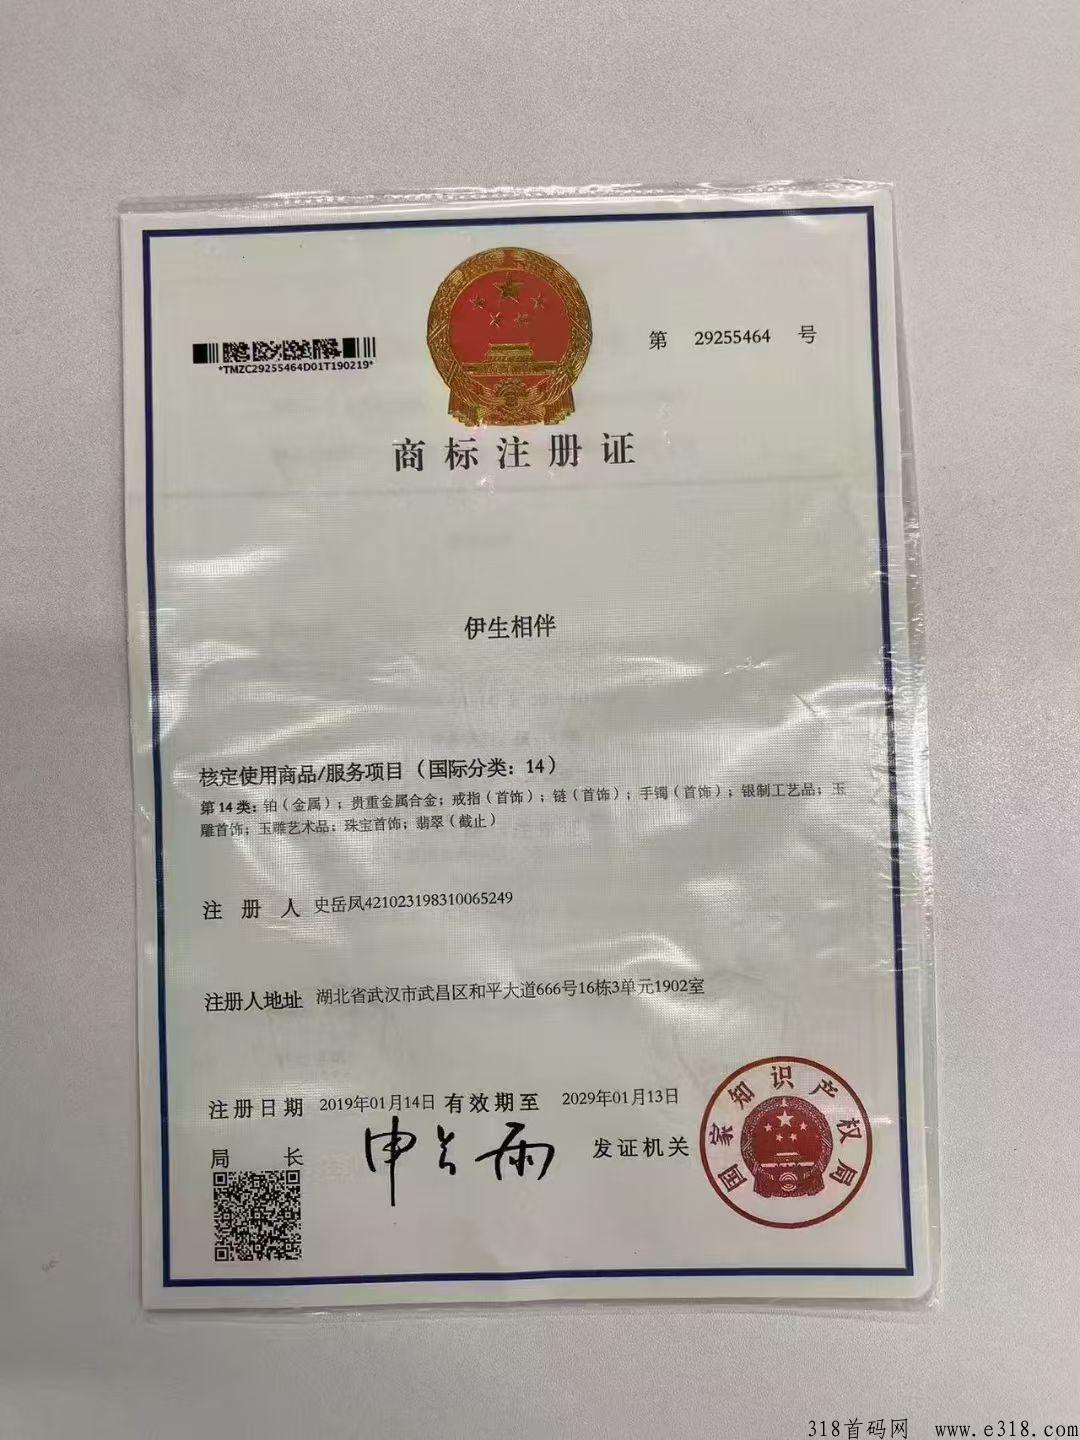 第 29255464 号
*TMZC29255464D01T190219*
商标注册证
伊生相伴
核定使用商品/服务项目（国际分类：14）
第14类：铂（金属）；贵重金属合金；戒指（首饰）；链（首饰）；手镯（首饰）；银制工艺品；玉
雕首饰；玉雕艺术品；珠宝首饰；翡翠（截止）
注册人 史岳凤421023198310065249
注册人地址 湖北省武汉市武昌区和平大道666号16栋3单元1902室
注册日期 2019年01月14日 有效期至 2029年01月13日
局长 申长雨 发证机关
国家知识产权局
318首码网 www.e318.com